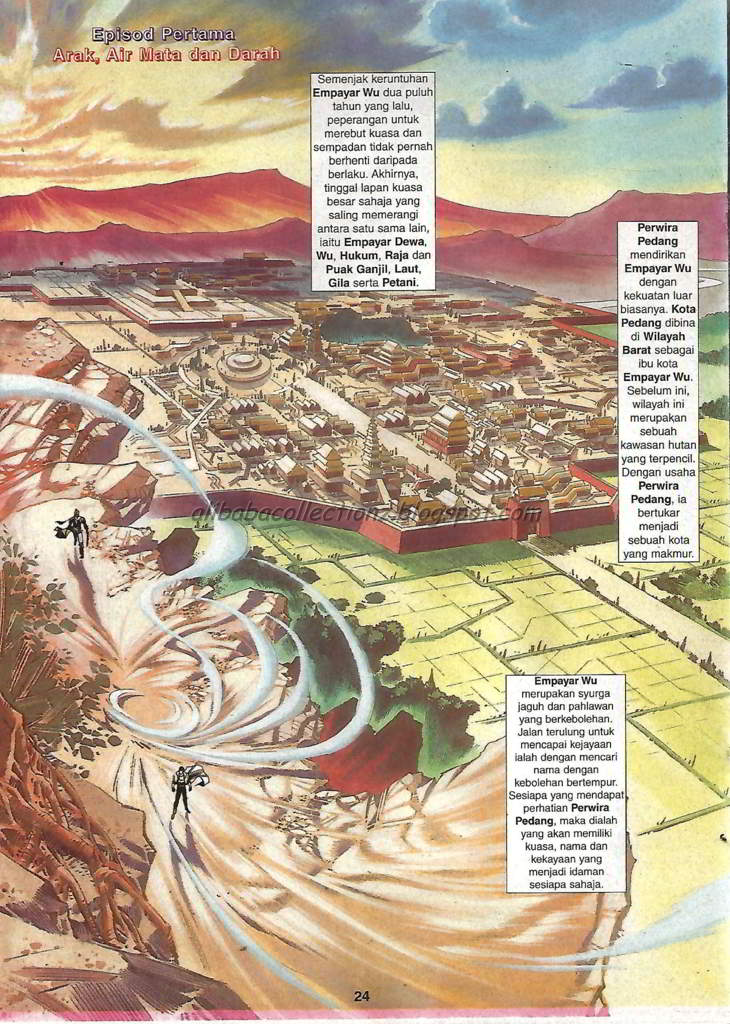 Episod Pertama
Arak, Air Mata dan Darah
Semenjak keruntuhan
Empayar Wu dua puluh
tahun yang lalu,
peperangan untuk
merebut kuasa dan
sempadan tidak pernah
berhenti daripada
berlaku. Akhirnya,
tinggal lapan kuasa
besar sahaja yang
saling memerangi
antara satu sama lain,
iaitu Empayar Dewa,
Wu, Hukum, Raja dan
Puak Ganjil, Laut,
Gila serta Petani.
Perwira
Pedang
mendirikan
Empayar Wu
dengan
kekuatan luar
biasanya. Kota
Pedang dibina
di Wilayah
Barat sebagai
ibu kota
Empayar Wu.
Sebelum ini,
wilayah ini
merupakan
sebuah
kawasan hutan
yang terpencil.
Dengan usaha
Perwira
Pedang, ia
bertukar
menjadi
sebuah kota
yang makmur.
alibabacollectionz.blogspot.com
Empayar Wu
merupakan syurga
jaguh dan pahlawan
yang berkebolehan.
Jalan terulung untuk
mencapai kejayaan
ialah dengan mencari
nama dengan
kebolehan bertempur.
Sesiapa yang mendapat
perhatian Perwira
Pedang, maka dialah
yang akan memiliki
kuasa, nama dan
kekayaan yang
menjadi idaman
sesiapa sahaja.
24